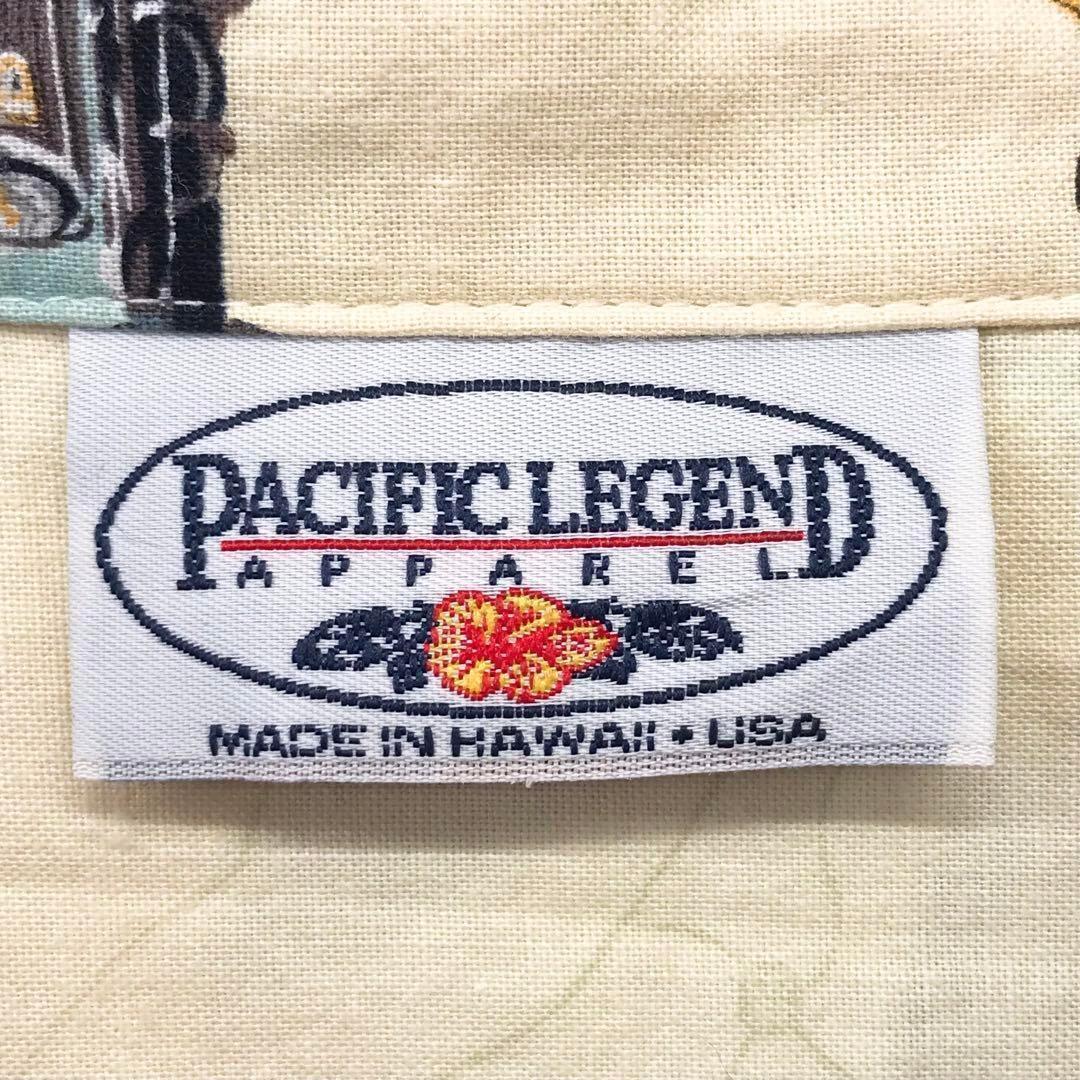 PACIFIC LEGEND
APPAREL
MADE IN HAWAII • USA